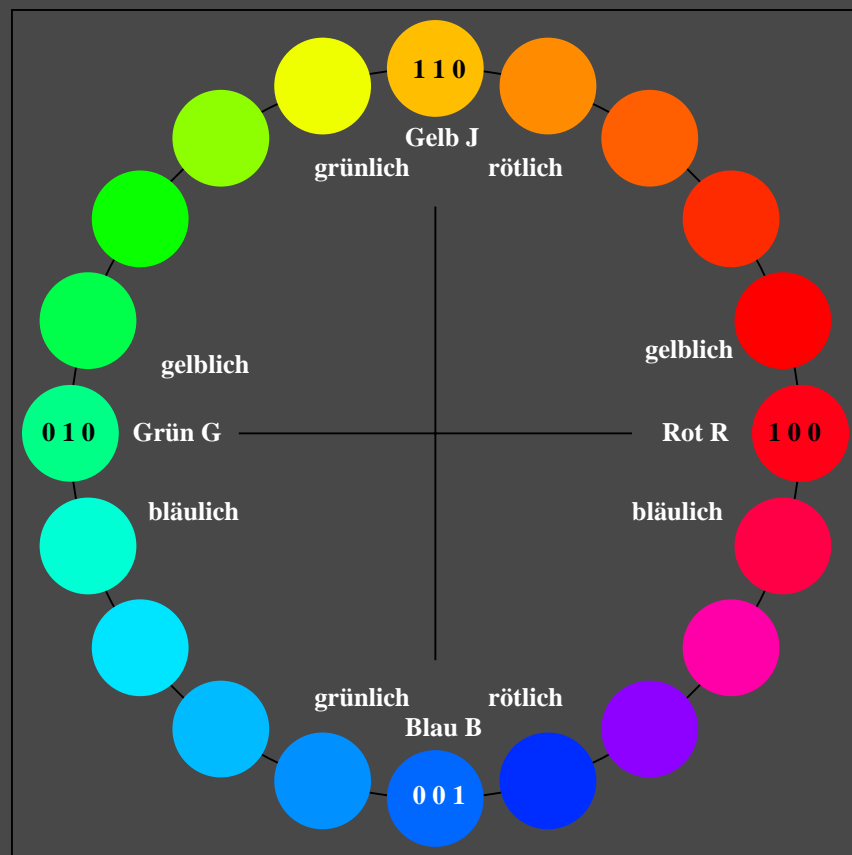 1 1 0
Gelb J
grünlich rötlich
gelblich gelblich
0 1 0 Grün G Rot R 1 0 0
bläulich bläulich
grünlich rötlich
Blau B
0 0 1